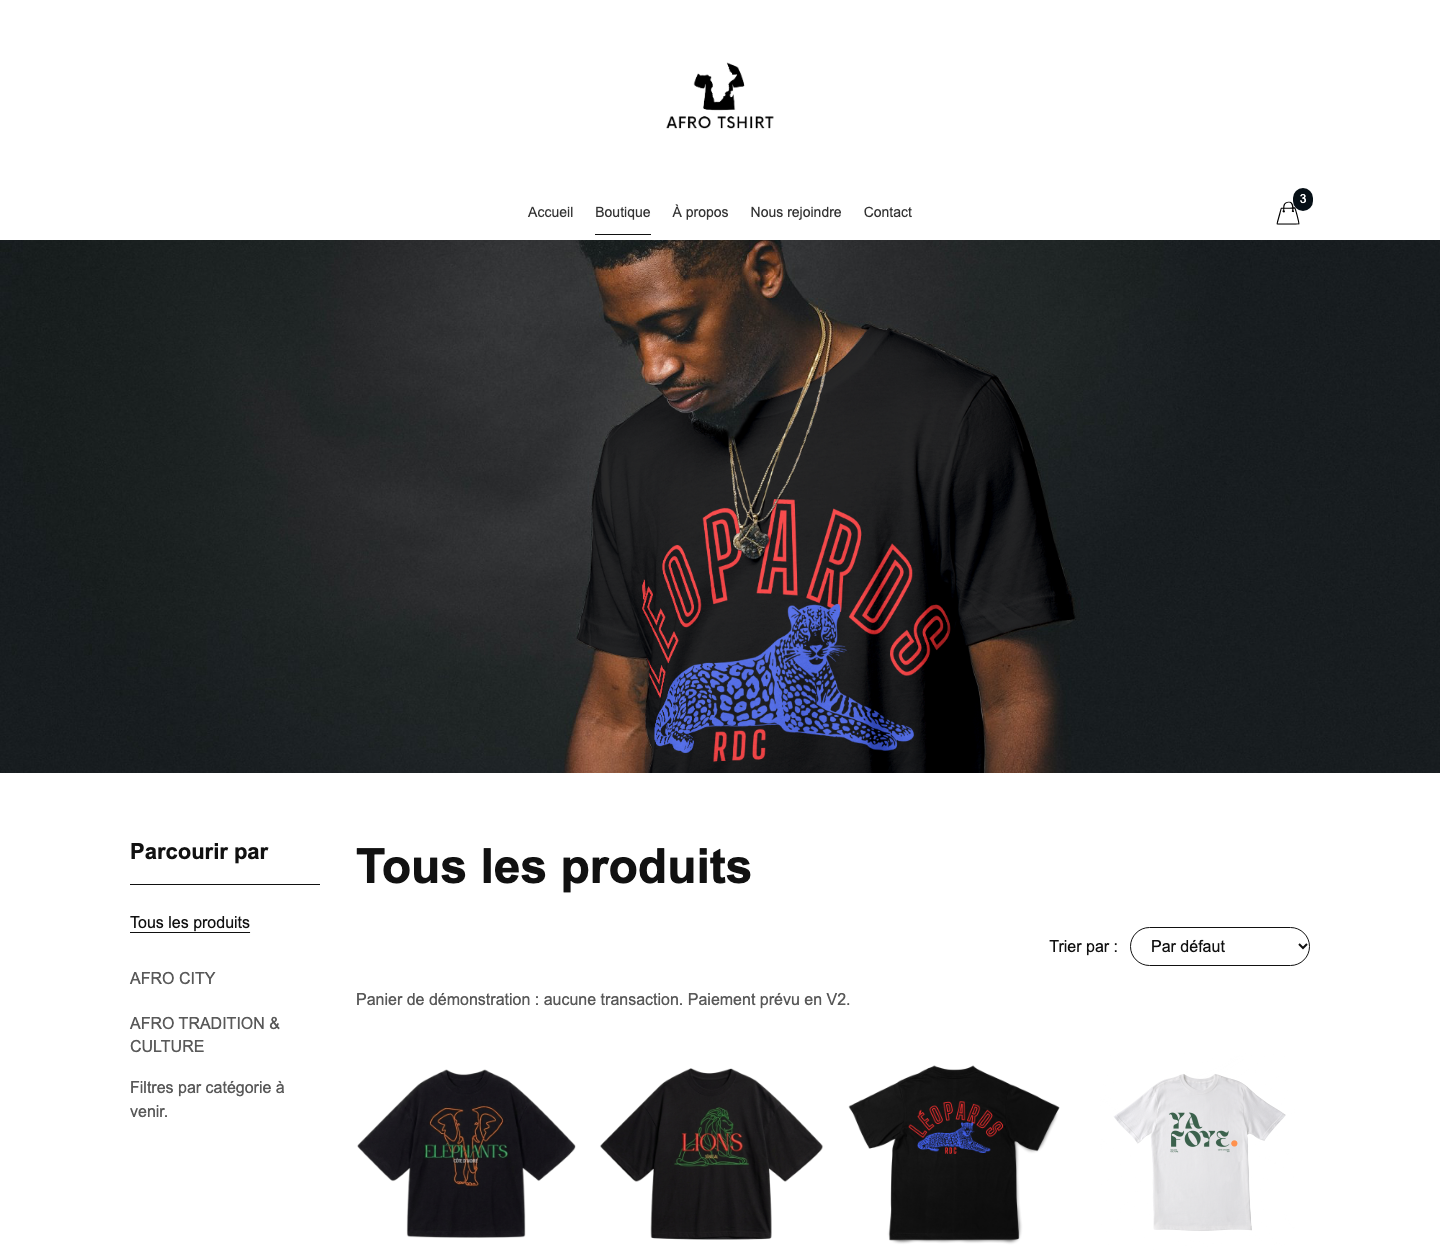 AFRO TSHIRT
Accueil
Boutique
À propos
Nous rejoindre
Contact
3
LÉOPARDS
RDC
Parcourir par
Tous les produits
AFRO CITY
AFRO TRADITION &
CULTURE
Filtres par catégorie à
venir.
Tous les produits
Trier par :
Par défaut
Panier de démonstration : aucune transaction. Paiement prévu en V2.
ELEPHANTS
LIONS
LÉOPARDS
RDC
YA
FOYE.